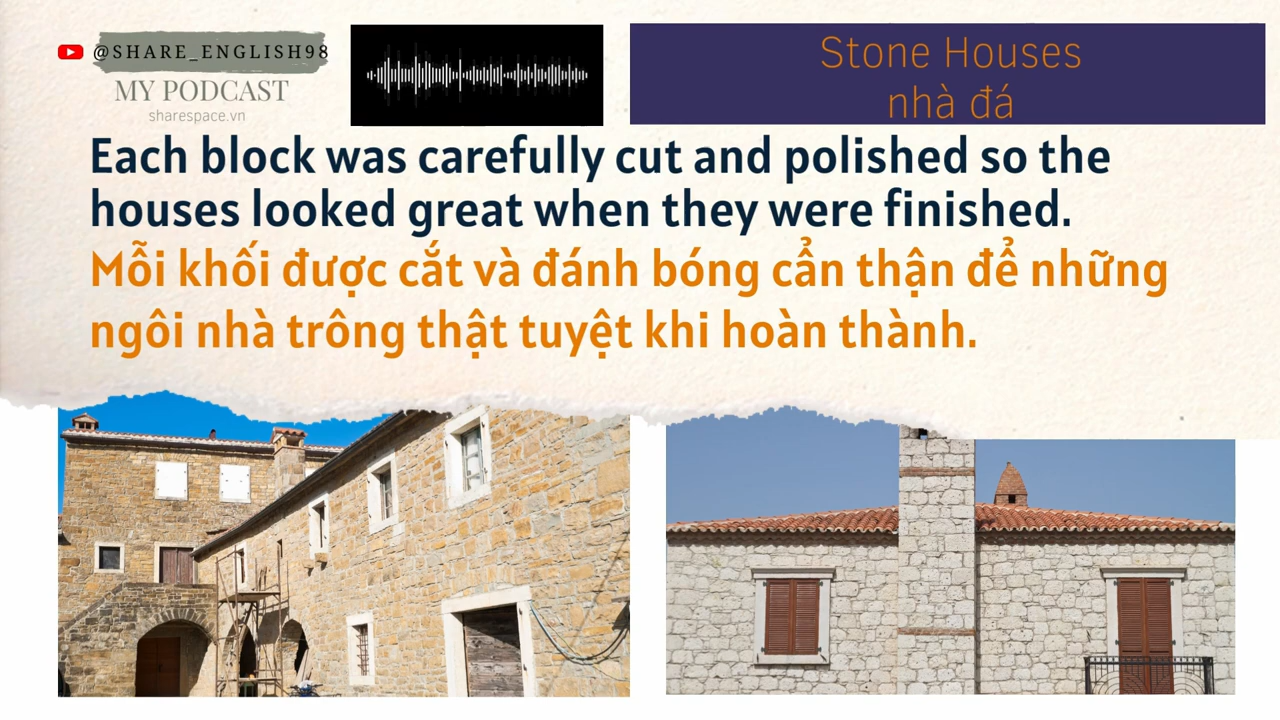 @SHARE_ENGLISH98
MY PODCAST
sharespace.vn
Stone Houses
nhà đá
Each block was carefully cut and polished so the
houses looked great when they were finished.
Mỗi khối được cắt và đánh bóng cẩn thận để những
ngôi nhà trông thật tuyệt khi hoàn thành.